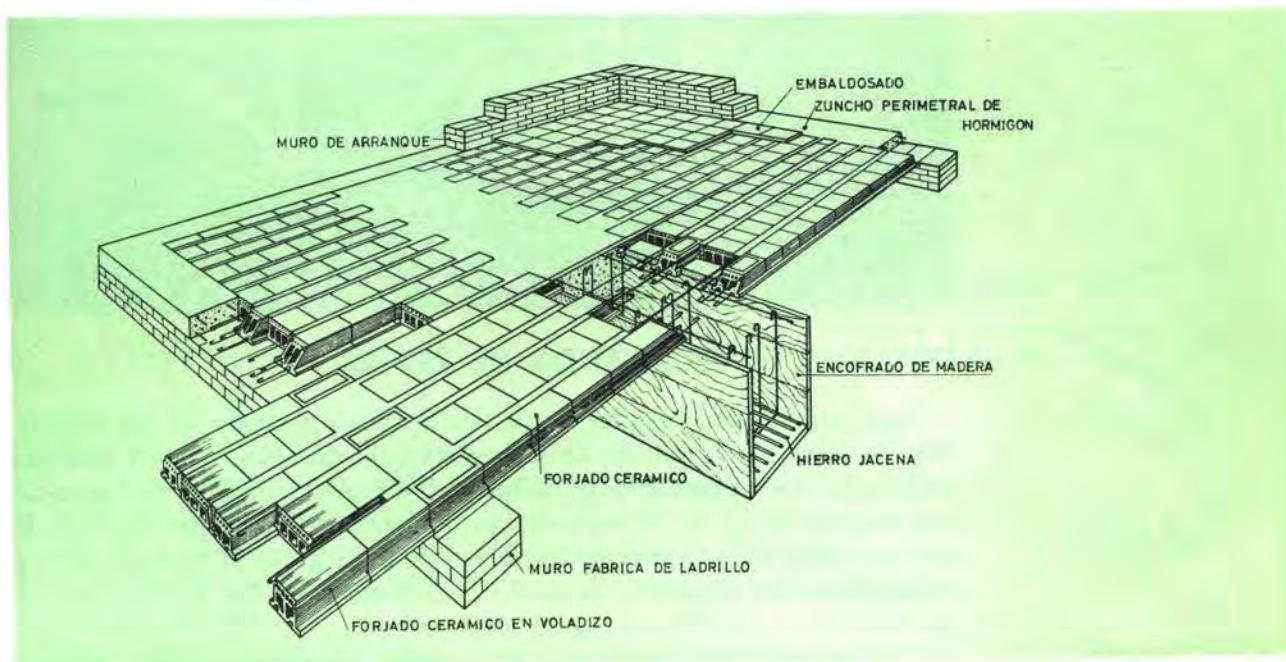 EMBALDOSADO
ZUNCHO PERIMETRAL DE
HORMIGON
MURO DE ARRANQUE
ENCOFRADO DE MADERA
HIERRO JACENA
FORJADO CERAMICO
MURO FABRICA DE LADRILLO
FORJADO CERAMICO EN VOLADIZO